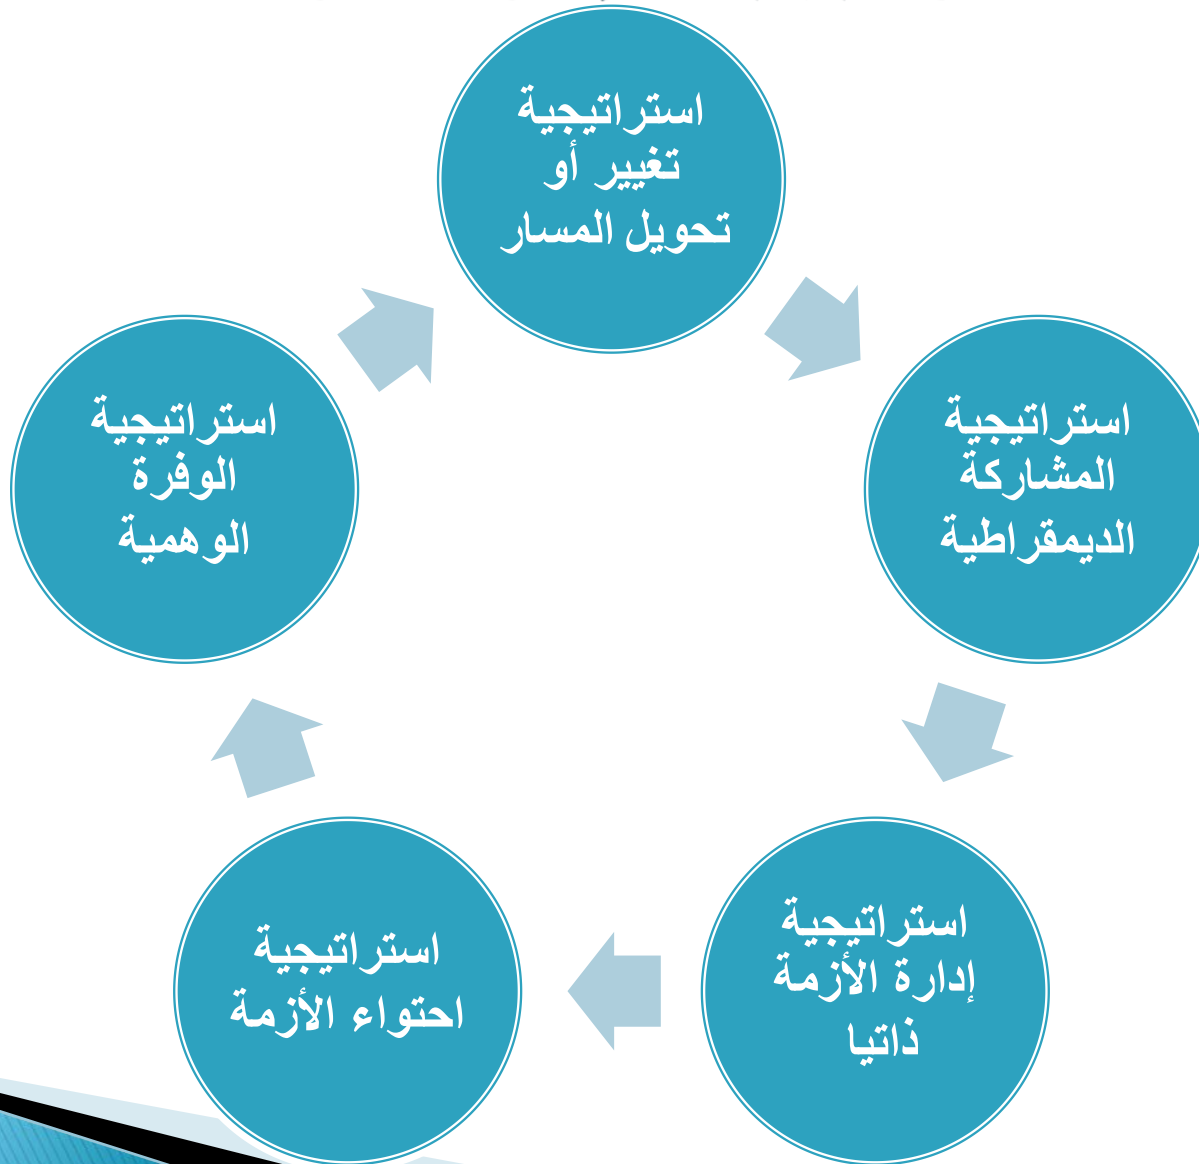 استراتيجية
تغيير أو
تحويل المسار
استراتيجية
المشاركة
الديمقراطية
استراتيجية
إدارة الأزمة
ذاتيا
استراتيجية
احتواء الأزمة
استراتيجية
الوفرة
الوهمية